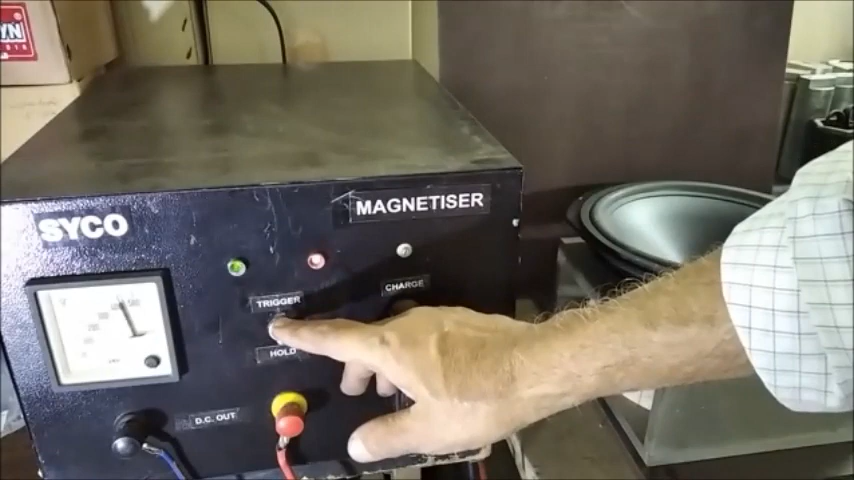 SYCO
MAGNETISER
TRIGGER
CHARGE
HOLD
D.C. OUT